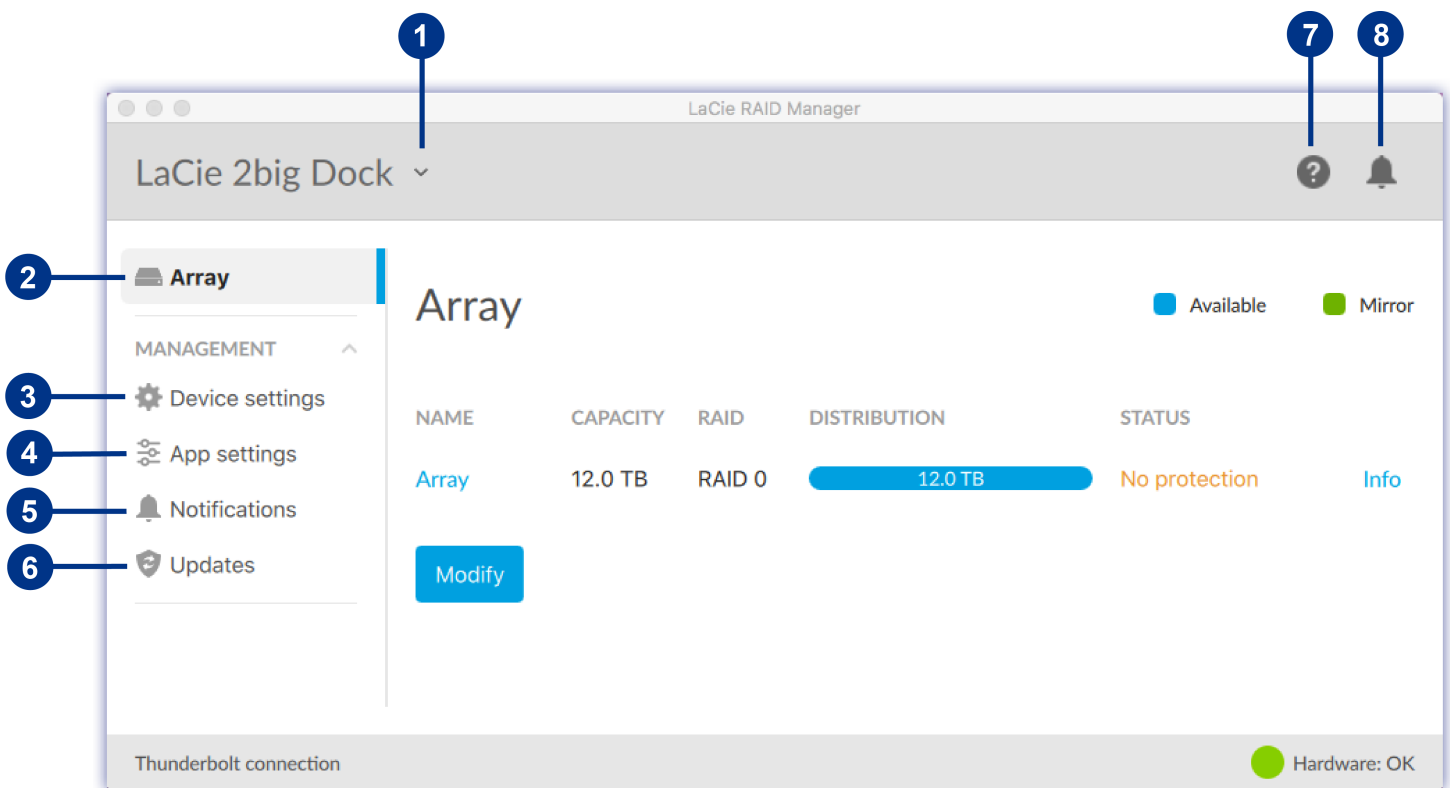 1
7
8
LaCie RAID Manager
LaCie 2big Dock
?
2
Array
Array
Available
Mirror
MANAGEMENT
3
Device settings
NAME
CAPACITY
RAID
DISTRIBUTION
STATUS
4
App settings
Array
12.0 TB
RAID 0
12.0 TB
No protection
Info
5
Notifications
6
Updates
Modify
Thunderbolt connection
Hardware: OK